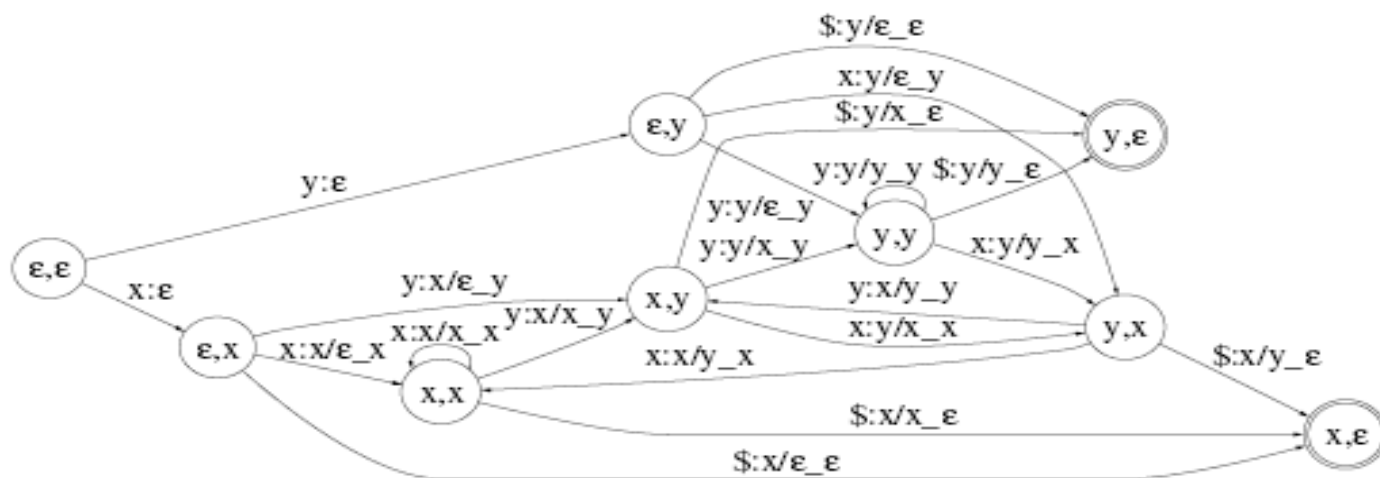 $:y/ε_ε
x:y/ε_y
$:y/x_ε
ε,y
y,ε
y:y/y_y
$:y/y_ε
y:ε
y:y/ε_y
y,y
y:y/x_y
x:y/y_x
ε,ε
x:ε
y:x/ε_y
x,y
y:x/y_y
y:x/x_y
x:x/x_x
x:y/x_x
y,x
ε,x
x:x/ε_x
x:x/y_x
$:x/y_ε
x,x
$:x/x_ε
x,ε
$:x/ε_ε